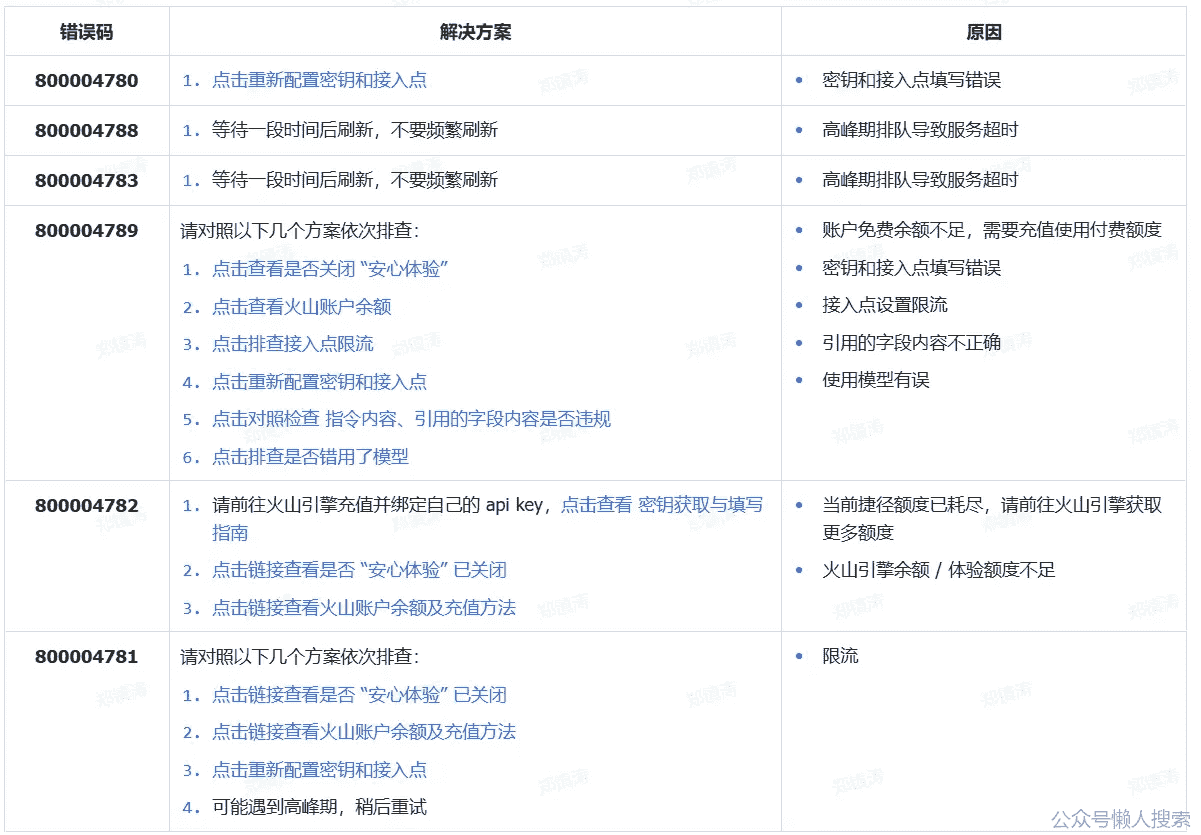 错误码 解决方案 原因
800004780 1. 点击重新配置密钥和接入点 • 密钥和接入点填写错误
800004788 1. 等待一段时间后刷新，不要频繁刷新 • 高峰期排队导致服务超时
800004783 1. 等待一段时间后刷新，不要频繁刷新 • 高峰期排队导致服务超时
800004789 请对照以下几个方案依次排查：
1. 点击查看是否关闭 “安心体验”
2. 点击查看火山账户余额
3. 点击排查接入点限流
4. 点击重新配置密钥和接入点
5. 点击对照检查 指令内容、引用的字段内容是否违规
6. 点击排查是否错用了模型
• 账户免费余额不足，需要充值使用付费额度
• 密钥和接入点填写错误
• 接入点设置限流
• 引用的字段内容不正确
• 使用模型有误
800004782 1. 请前往火山引擎充值并绑定自己的 api key，点击查看 密钥获取与填写
指南
2. 点击链接查看是否 “安心体验” 已关闭
3. 点击链接查看火山账户余额及充值方法
• 当前捷径额度已耗尽，请前往火山引擎获取
更多额度
• 火山引擎余额 / 体验额度不足
800004781 请对照以下几个方案依次排查：
1. 点击链接查看是否 “安心体验” 已关闭
2. 点击链接查看火山账户余额及充值方法
3. 点击重新配置密钥和接入点
4. 可能遇到高峰期，稍后重试
• 限流
公众号懒人搜索